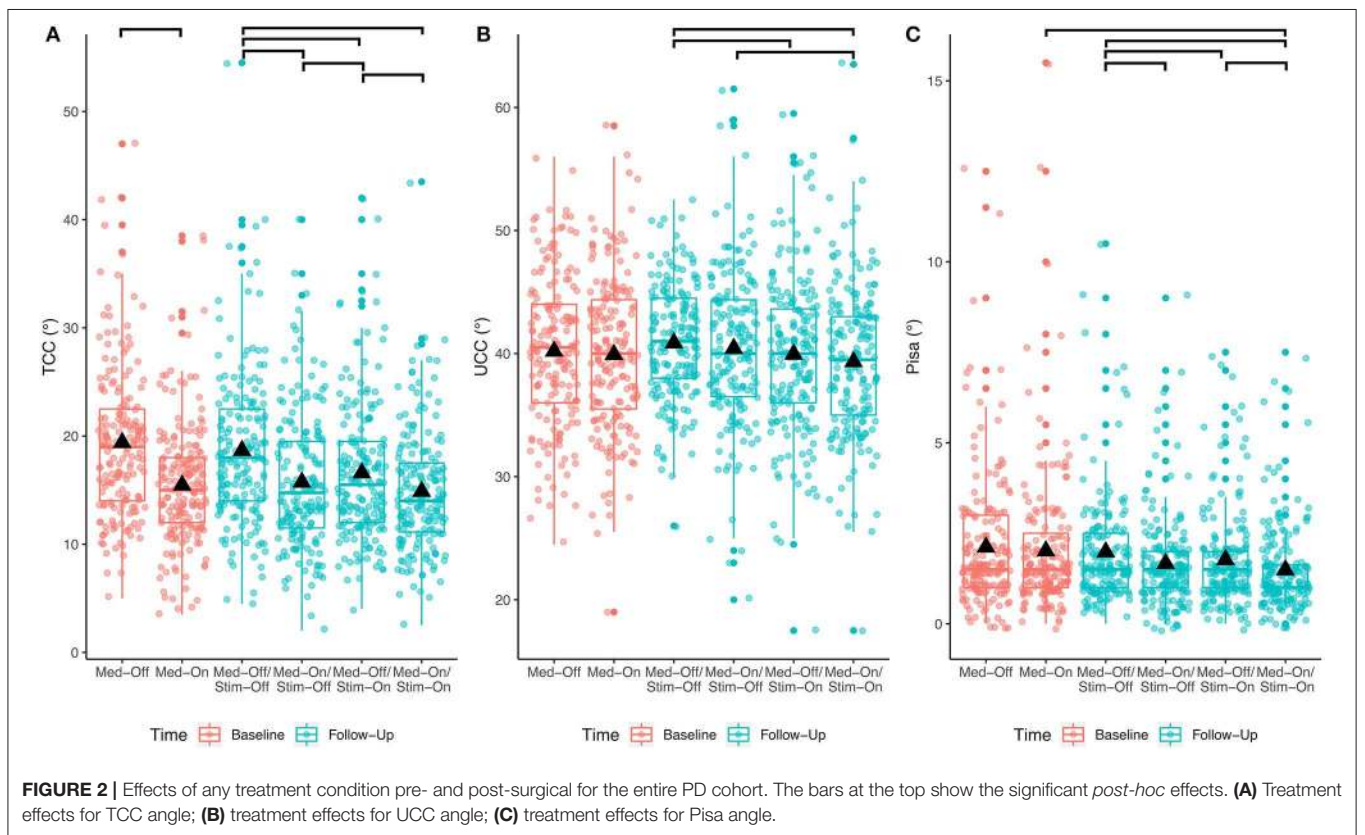 A
TCC (°)
50
40
30
20
10
0
Med–Off
Med–On
Med–Off/
Stim–Off
Med–On/
Stim–Off
Med–Off/
Stim–On
Med–On/
Stim–On
Time Baseline Follow–Up
B
UCC (°)
60
50
40
30
20
Med–Off
Med–On
Med–Off/
Stim–Off
Med–On/
Stim–Off
Med–Off/
Stim–On
Med–On/
Stim–On
Time Baseline Follow–Up
C
Pisa (°)
15
10
5
0
Med–Off
Med–On
Med–Off/
Stim–Off
Med–On/
Stim–Off
Med–Off/
Stim–On
Med–On/
Stim–On
Time Baseline Follow–Up
FIGURE 2 | Effects of any treatment condition pre- and post-surgical for the entire PD cohort. The bars at the top show the significant post-hoc effects. (A) Treatment
effects for TCC angle; (B) treatment effects for UCC angle; (C) treatment effects for Pisa angle.